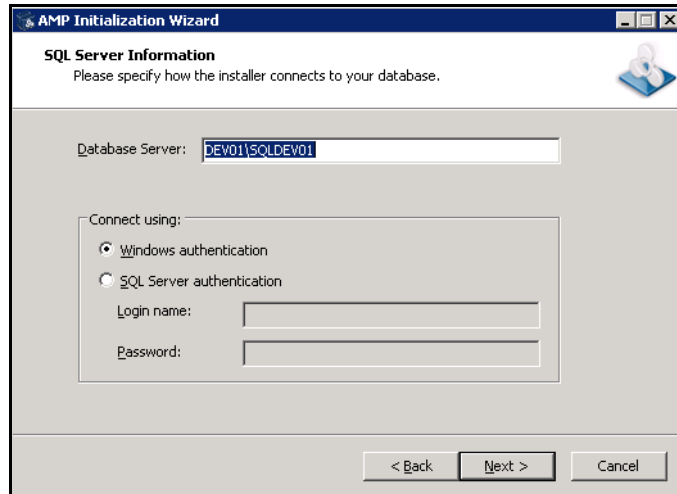 AMP Initialization Wizard
SQL Server Information
Please specify how the installer connects to your database.
Database Server: DEV01\SQLDEV01
Connect using:
Windows authentication
SQL Server authentication
Login name:
Password:
< Back Next > Cancel